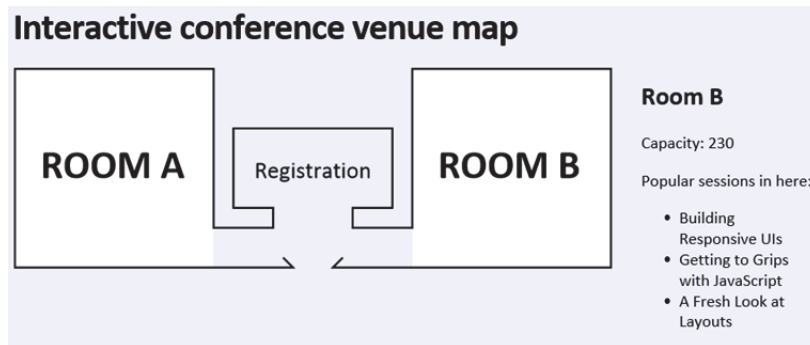 Interactive conference venue map
ROOM A
Registration
ROOM B
Room B
Capacity: 230
Popular sessions in here:
• Building
Responsive UIs
• Getting to Grips
with JavaScript
• A Fresh Look at
Layouts